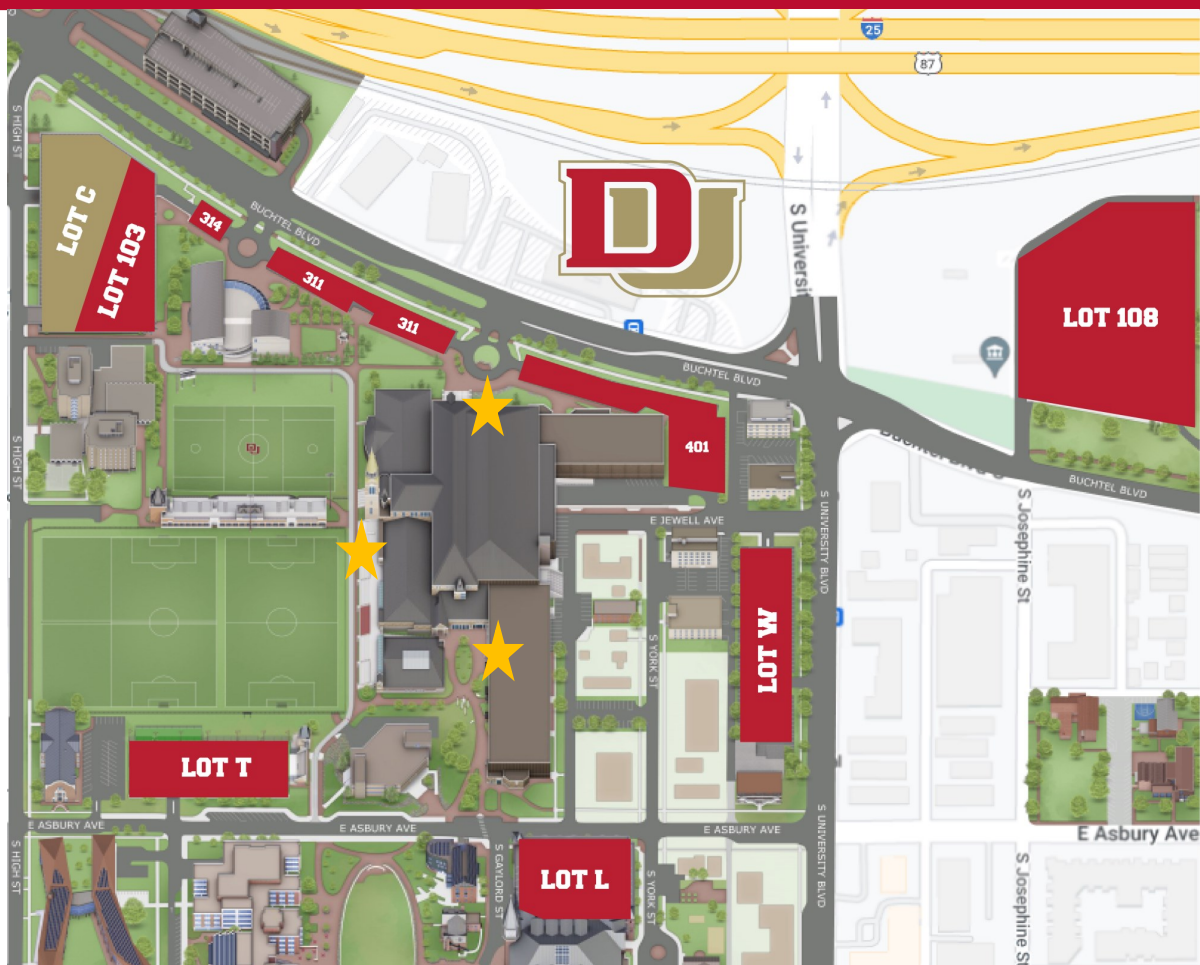 25
87
S HIGH ST
LOT C
LOT 103
314
BUCHTEL BLVD
DU
S Universit
311
311
LOT 108
BUCHTEL BLVD
401
BUCHTEL BLVD
S HIGH ST
E JEWELL AVE
S UNIVERSITY BLVD
S Josephine St
LOT W
S YORK ST
LOT T
E ASBURY AVE
E ASBURY AVE
E ASBURY AVE
E Asbury Ave
S HIGH ST
S GAYLORD ST
LOT L
S YORK ST
S UNIVERSITY BLVD
S Josephine St